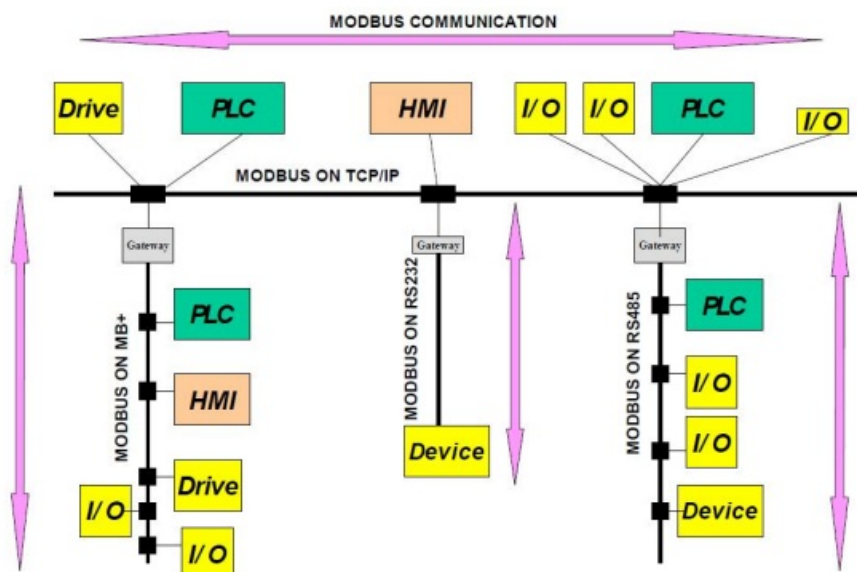 MODBUS COMMUNICATION
Drive
PLC
HMI
I/O
I/O
PLC
I/O
MODBUS ON TCP/IP
Gateway
Gateway
Gateway
MODBUS ON MB+
PLC
HMI
Drive
I/O
I/O
MODBUS ON RS232
Device
MODBUS ON RS485
PLC
I/O
I/O
Device